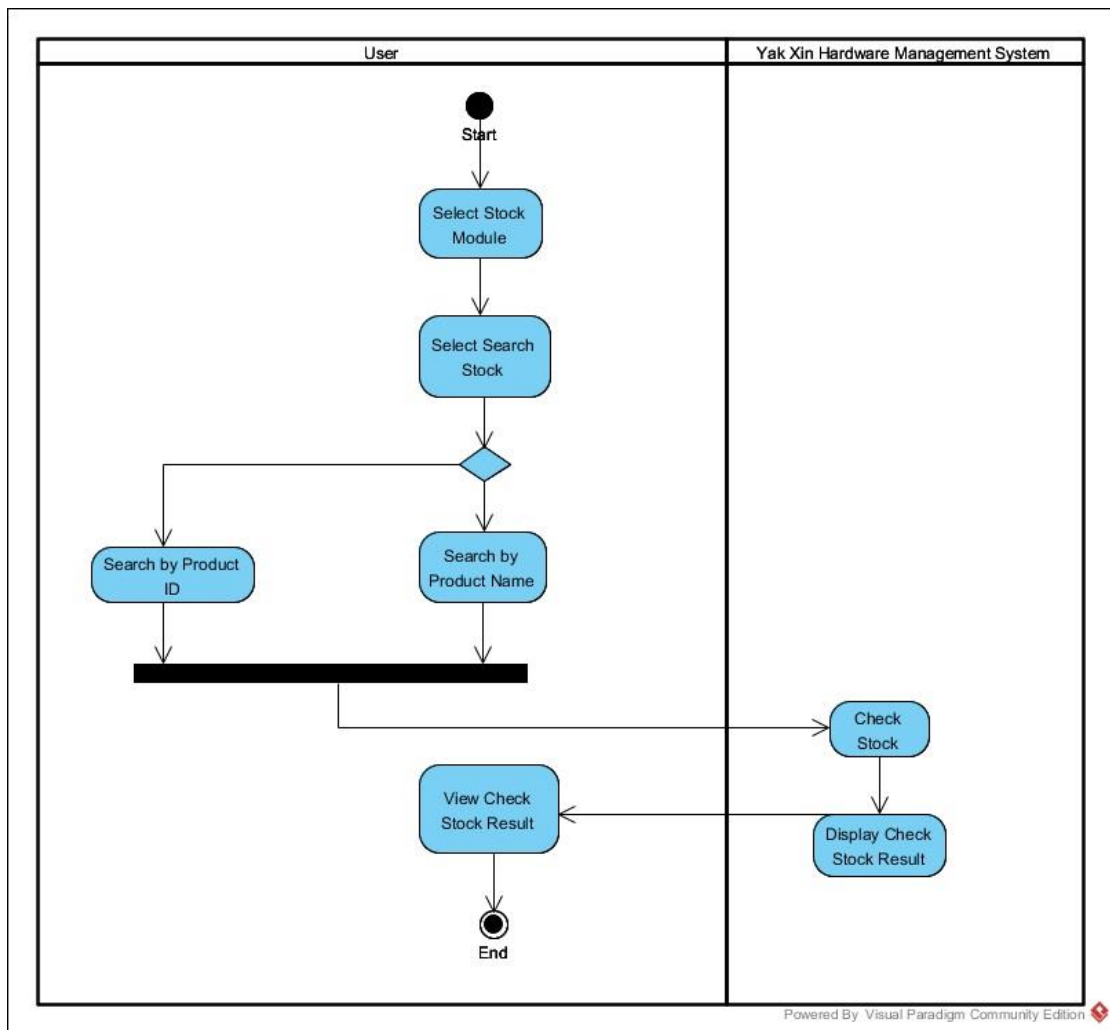 User
Yak Xin Hardware Management System
Start
Select Stock
Module
Select Search
Stock
Search by Product
ID
Search by
Product Name
Check
Stock
View Check
Stock Result
Display Check
Stock Result
End
Powered By Visual Paradigm Community Edition